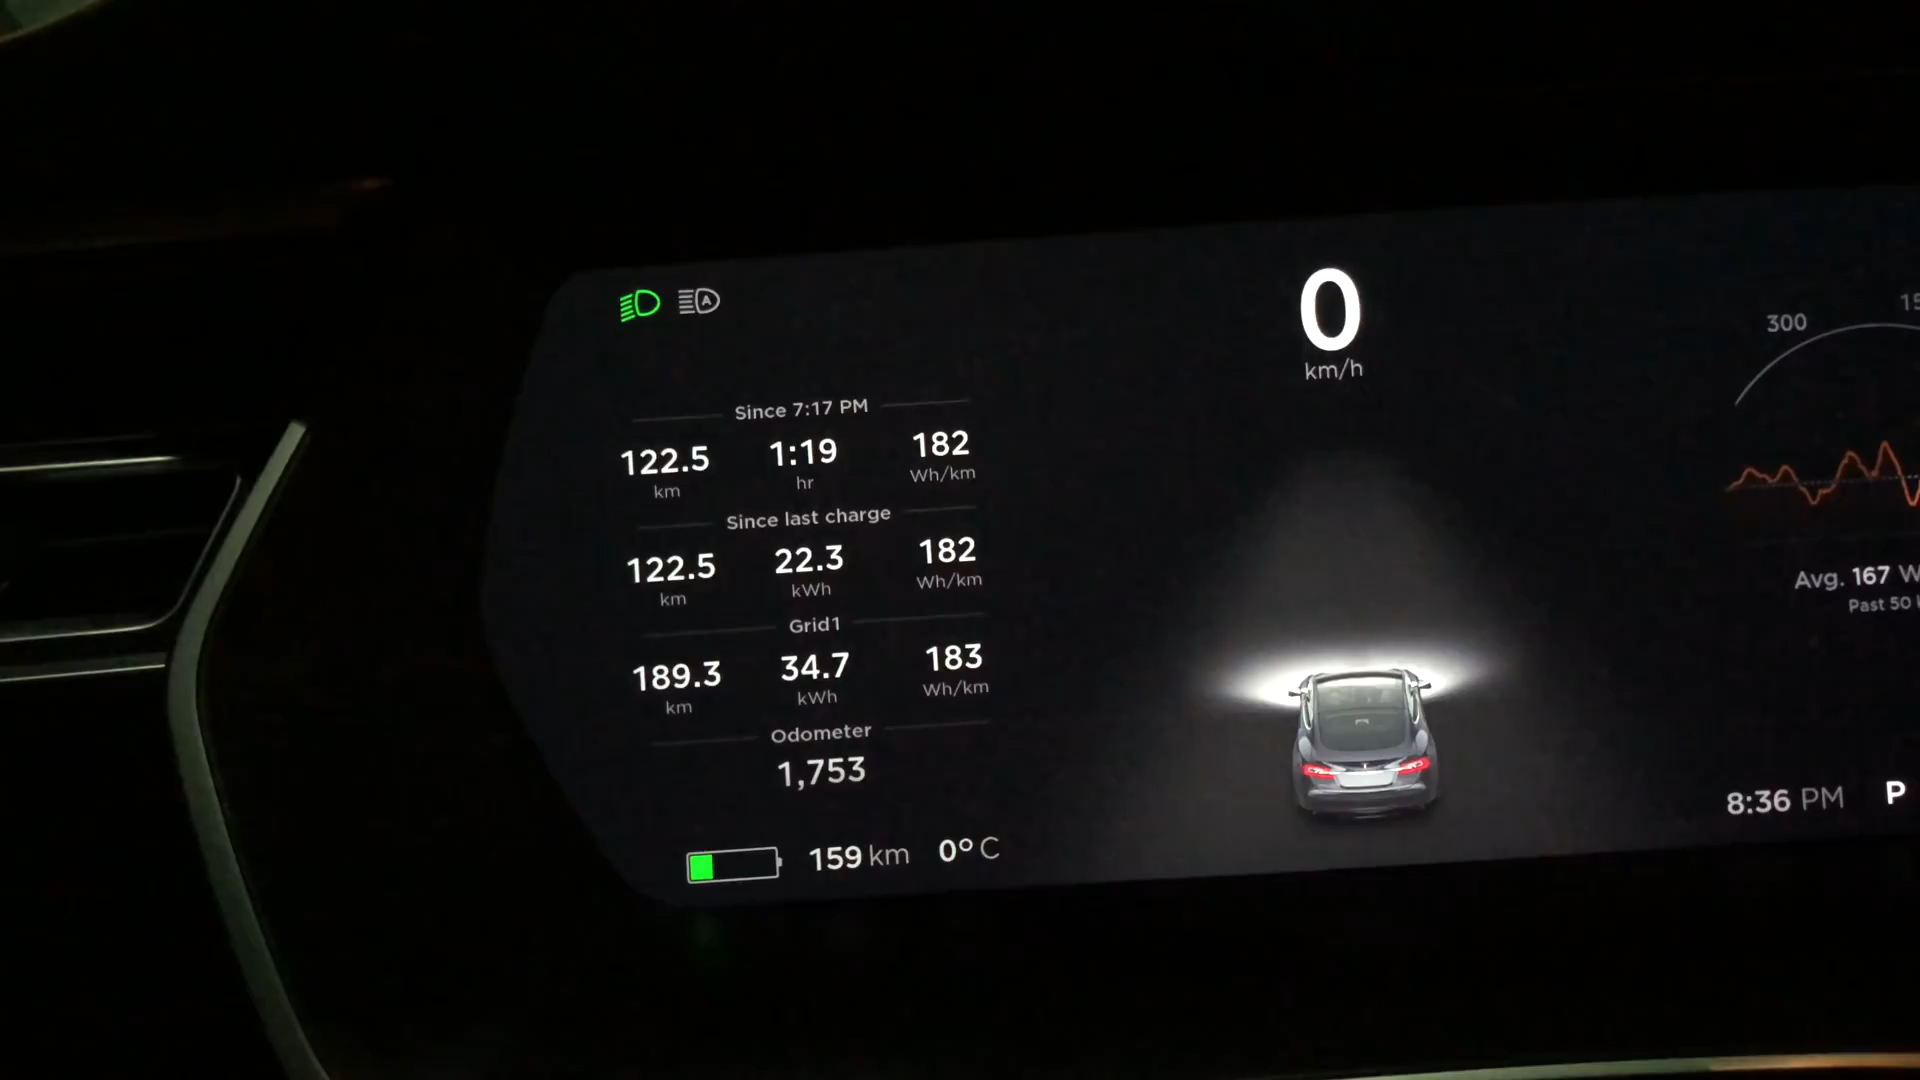 0
km/h
Since 7:17 PM
122.5 1:19 182
km hr Wh/km
Since last charge
122.5 22.3 182
km kWh Wh/km
Grid1
189.3 34.7 183
km kWh Wh/km
Odometer
1,753
159 km 0° C
300
Avg. 167
Past 50
8:36 PM P